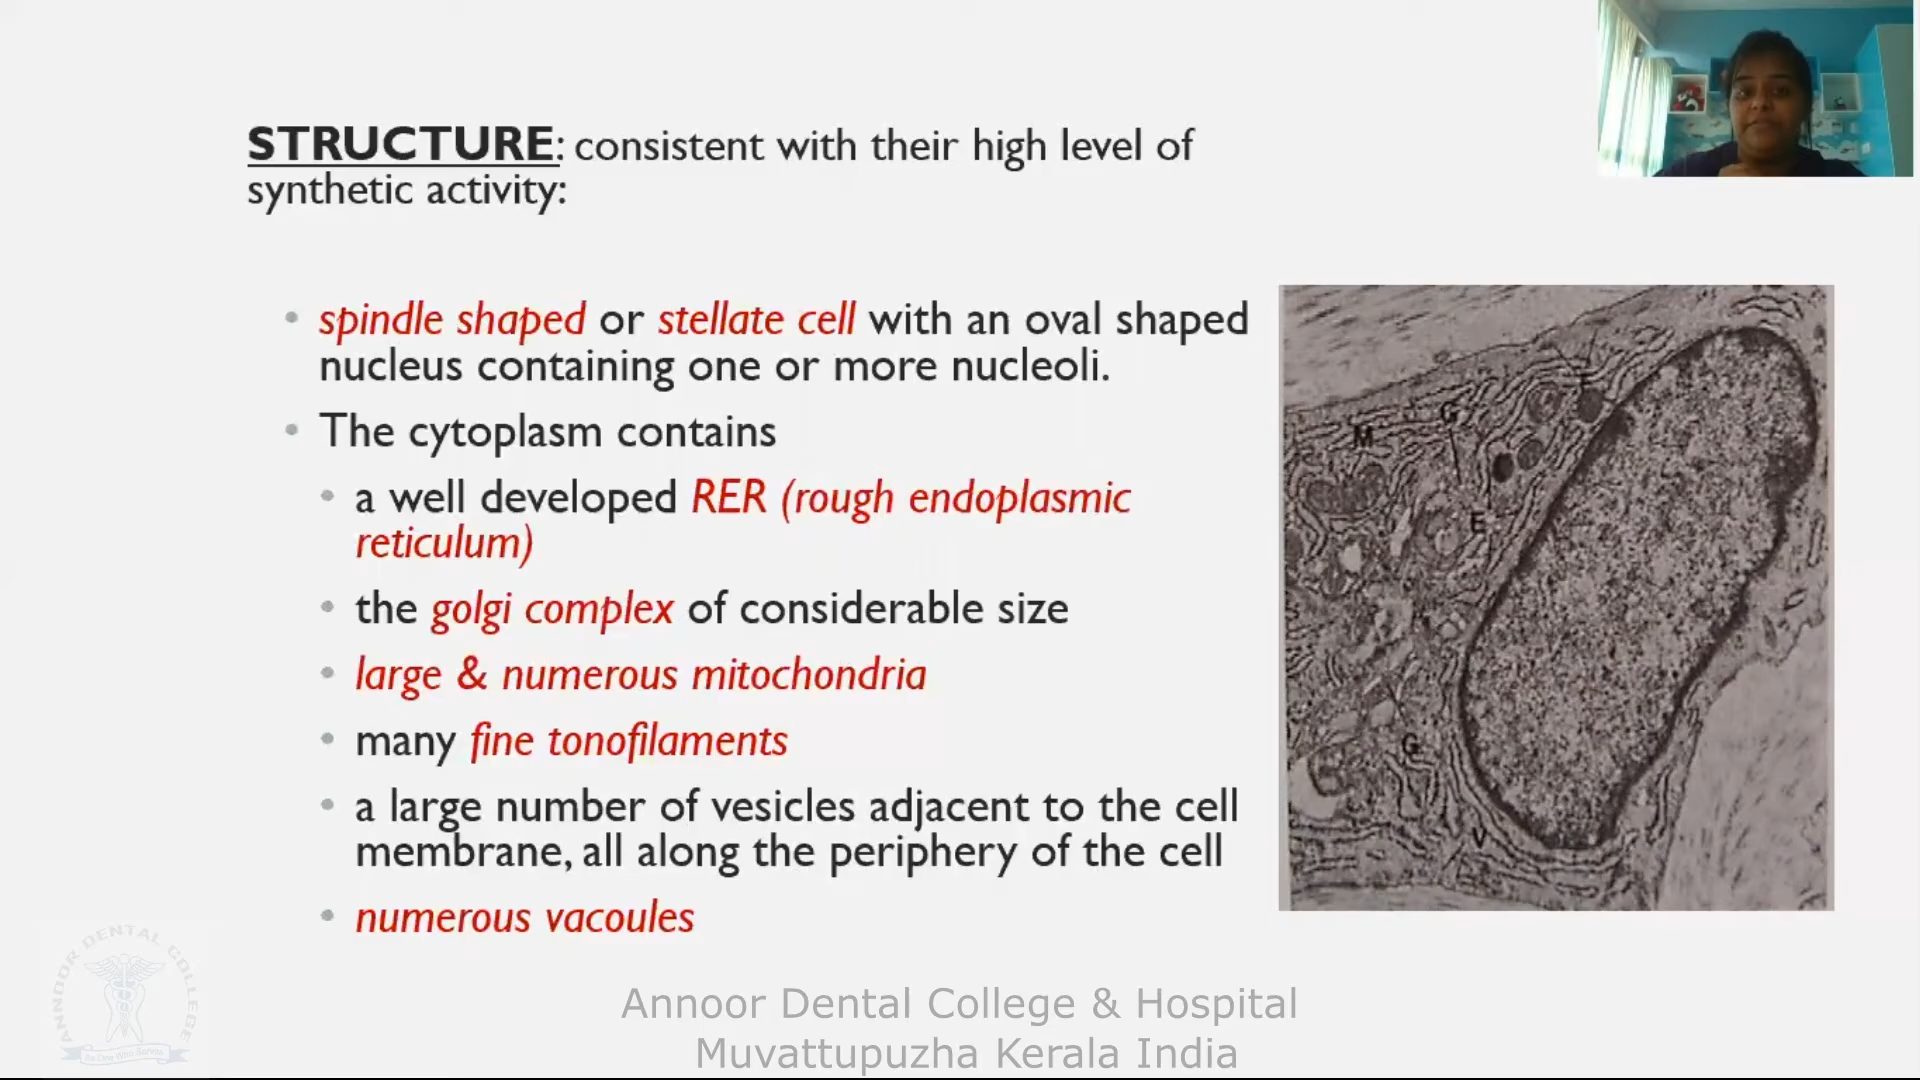 STRUCTURE: consistent with their high level of
synthetic activity:
• spindle shaped or stellate cell with an oval shaped
nucleus containing one or more nucleoli.
• The cytoplasm contains
• a well developed RER (rough endoplasmic
reticulum)
• the golgi complex of considerable size
• large & numerous mitochondria
• many fine tonofilaments
• a large number of vesicles adjacent to the cell
membrane, all along the periphery of the cell
• numerous vacoules
G
M
E
G
V
ANNOOR DENTAL COLLEGE
Annoor Dental College & Hospital
Muvattupuzha Kerala India